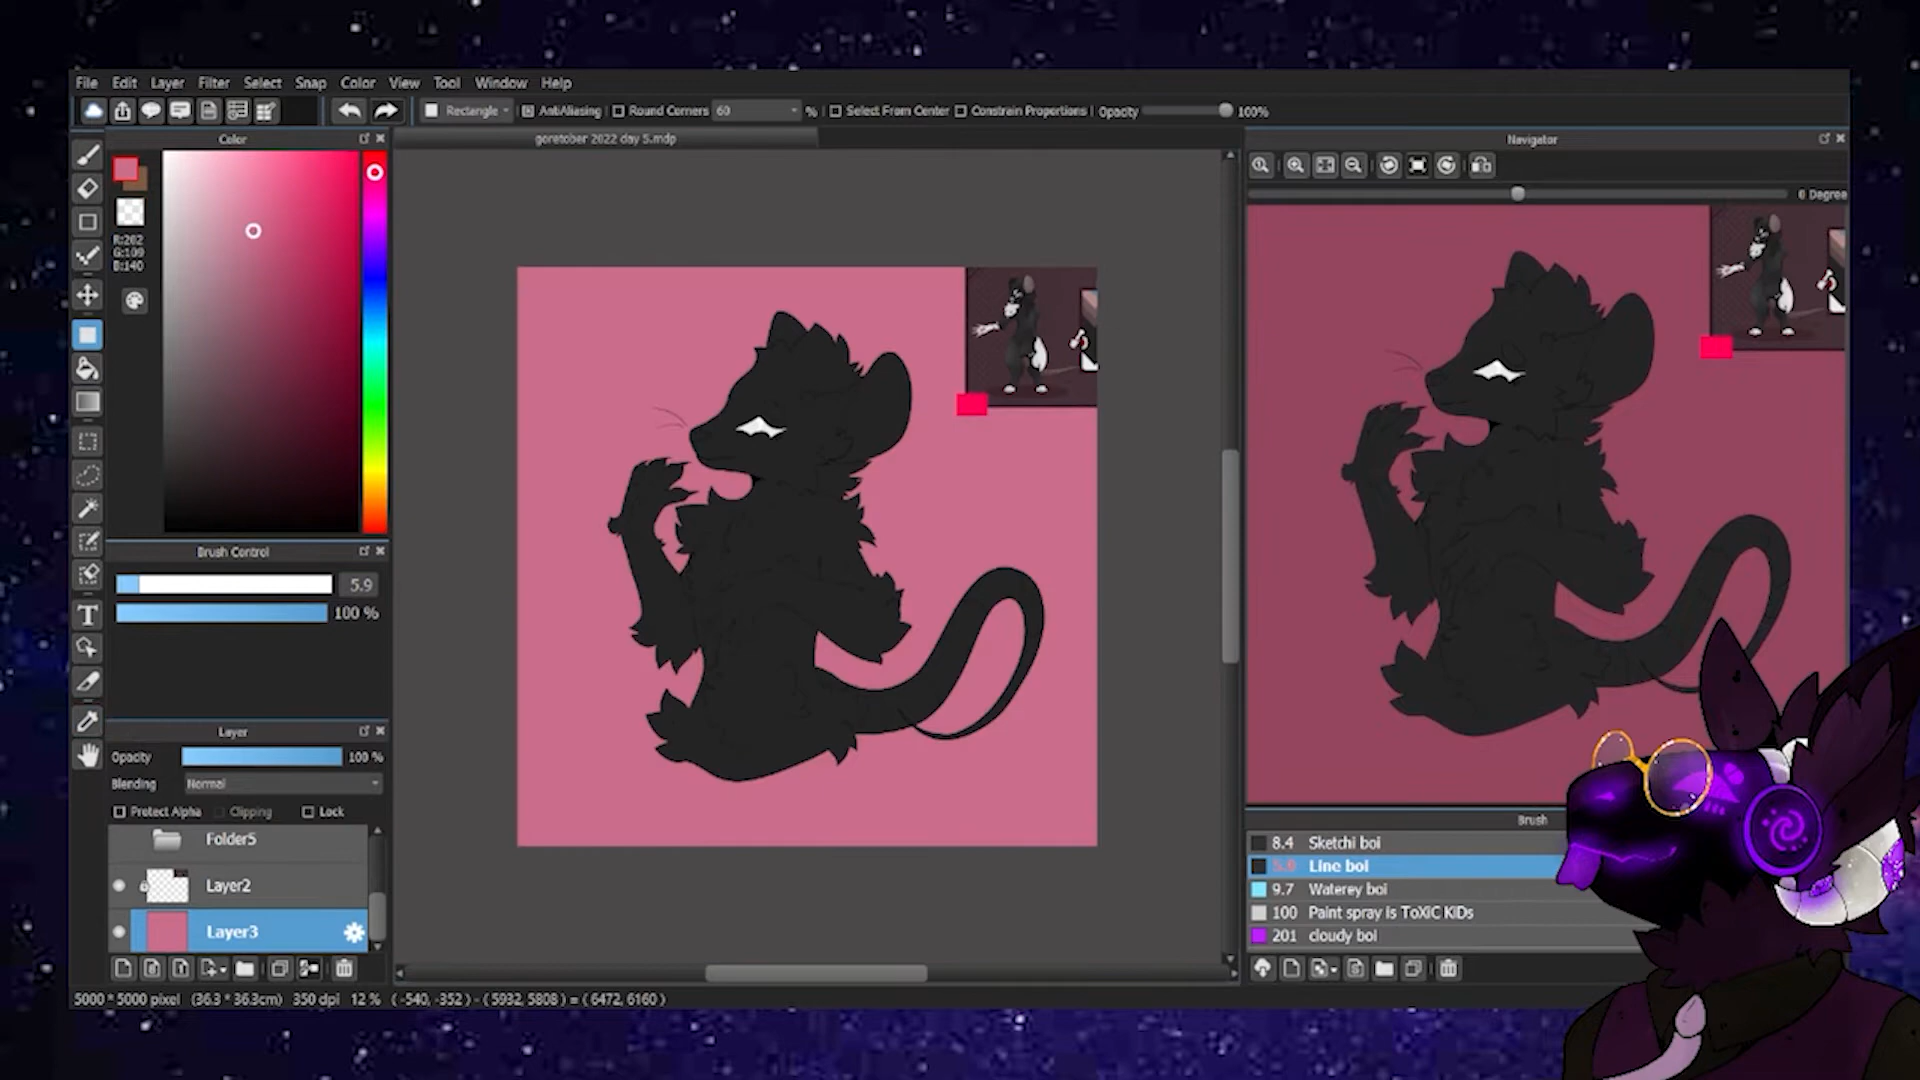 File Edit Layer Filter Select Snap Color View Tool Window Help
Rectangle AntiAliasing Round Corners 60 % Select From Center Constrain Proportions Opacity 100%
Color
goretober 2022 day 5.mdp
Navigator
0 Degree
R:202
G:109
B:140
Brush Control
5.9
100 %
Layer
Opacity 100 %
Blending Normal
Protect Alpha Clipping Lock
Folder5
Layer2
Layer3
Brush
8.4 Sketchi boi
Line boi
9.7 Waterey boi
100 Paint spray is ToXiC KiDs
201 cloudy boi
5000 * 5000 pixel (36.3 * 36.3cm) 350 dpi 12 % ( -540, -352 ) - ( 5932, 5808 ) = ( 6472, 6160 )